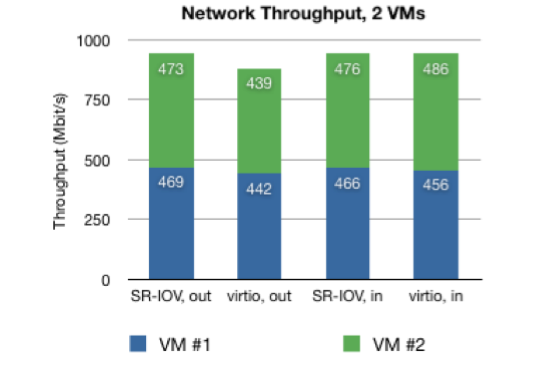 Network Throughput, 2 VMs
Throughput (Mbit/s)
1000
750
500
250
0
473 439 476 486
469 442 466 456
SR-IOV, out virtio, out SR-IOV, in virtio, in
VM #1 VM #2